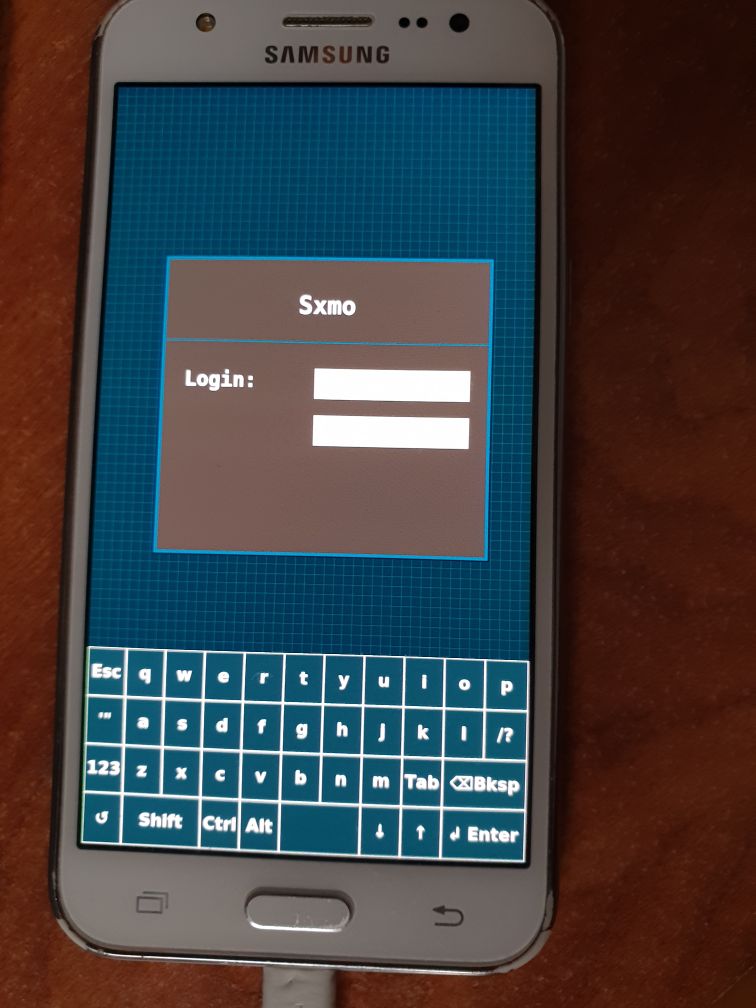 SAMSUNG
Sxmo
Login:
Esc q w e r t y u i o p
'" a s d f g h j k l /?
123 z x c v b n m Tab ⌫Bksp
↺ Shift Ctrl Alt ↓ ↑ ↲ Enter